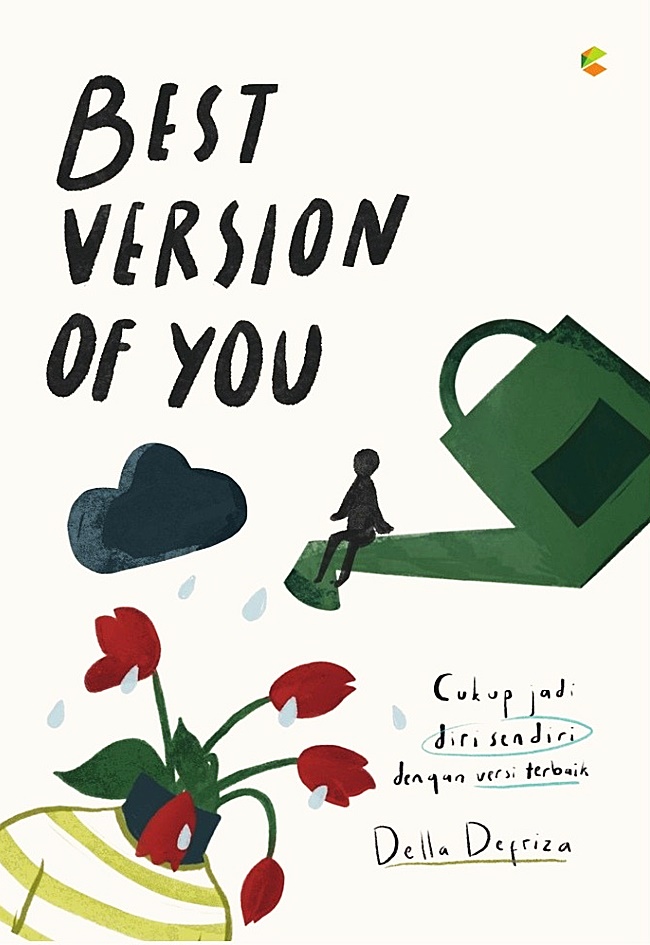 BEST
VERSION
OF YOU
Cukup jadi
diri sendiri
dengan versi terbaik
Della Defriza